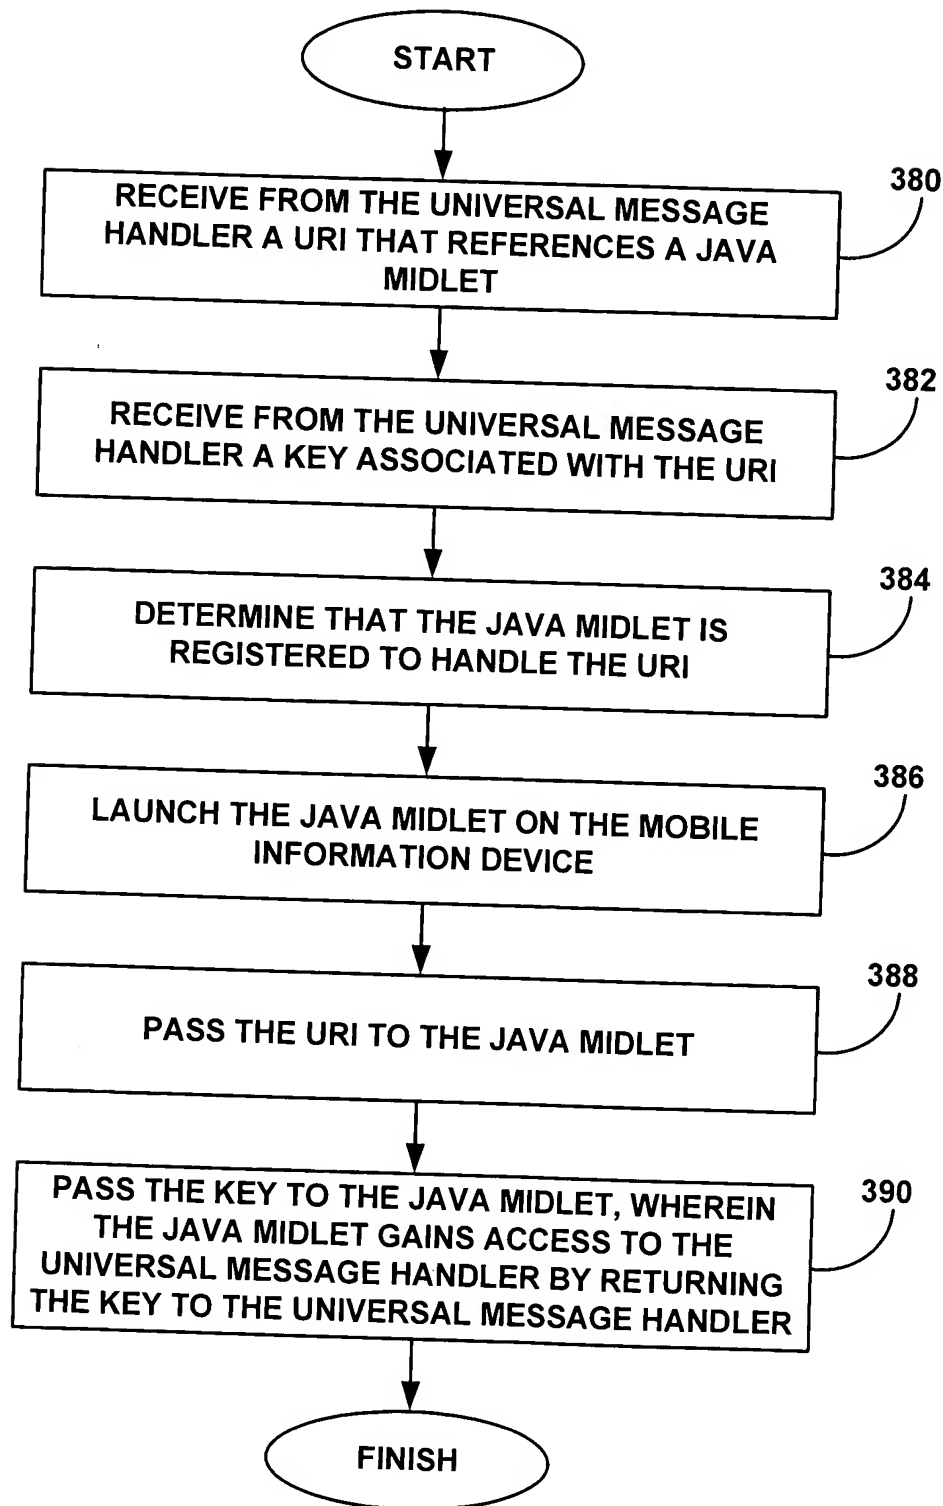 START
380
RECEIVE FROM THE UNIVERSAL MESSAGE
HANDLER A URI THAT REFERENCES A JAVA
MIDLET
382
RECEIVE FROM THE UNIVERSAL MESSAGE
HANDLER A KEY ASSOCIATED WITH THE URI
384
DETERMINE THAT THE JAVA MIDLET IS
REGISTERED TO HANDLE THE URI
386
LAUNCH THE JAVA MIDLET ON THE MOBILE
INFORMATION DEVICE
388
PASS THE URI TO THE JAVA MIDLET
390
PASS THE KEY TO THE JAVA MIDLET, WHEREIN
THE JAVA MIDLET GAINS ACCESS TO THE
UNIVERSAL MESSAGE HANDLER BY RETURNING
THE KEY TO THE UNIVERSAL MESSAGE HANDLER
FINISH